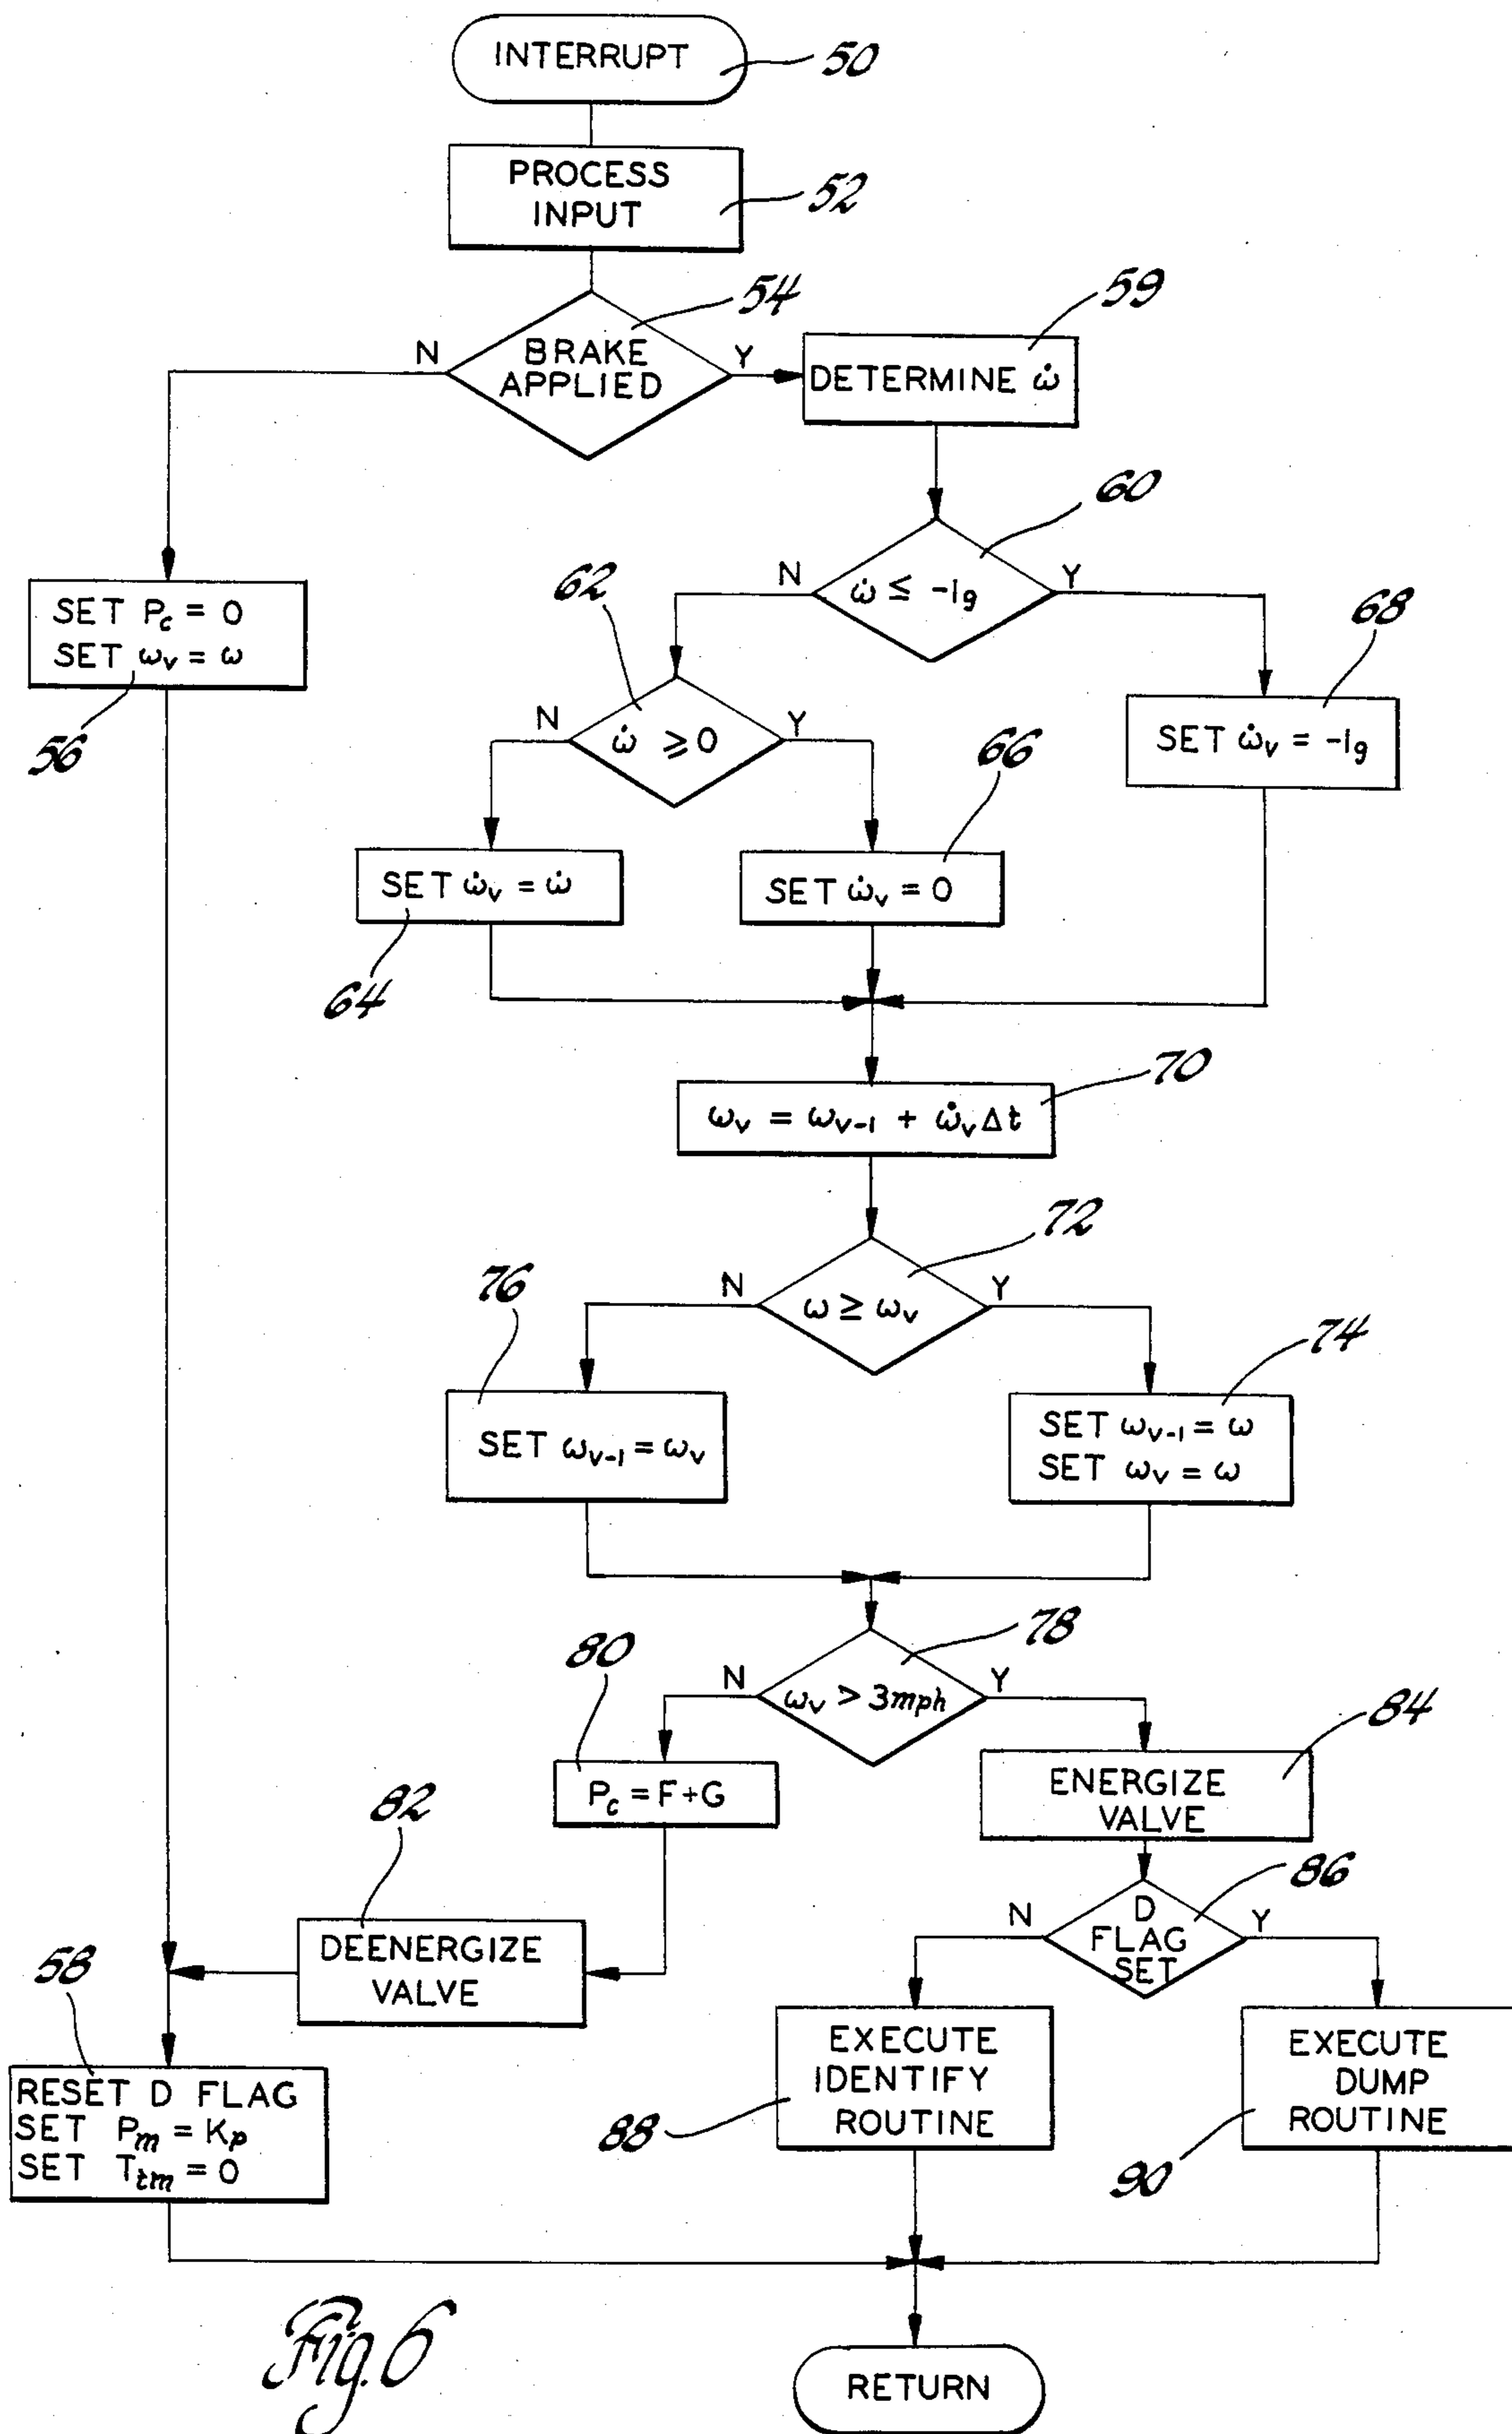 INTERRUPT
50
PROCESS
INPUT
52
54
BRAKE
APPLIED
N
Y
59
DETERMINE ω̇
60
ω̇ ≤ -1g
N
Y
SET Pc = 0
SET ωv = ω
56
62
ω̇ ≥ 0
N
Y
68
SET ω̇v = -1g
66
SET ω̇v = ω̇
64
SET ω̇v = 0
70
ωv = ωv-1 + ω̇v Δt
72
ω ≥ ωv
N
Y
76
SET ωv-1 = ωv
74
SET ωv-1 = ω
SET ωv = ω
78
ωv > 3mph
N
Y
80
Pc = F+G
84
ENERGIZE
VALVE
82
DEENERGIZE
VALVE
86
D
FLAG
SET
N
Y
58
RESET D FLAG
SET Pm = Kp
SET Ttm = 0
EXECUTE
IDENTIFY
ROUTINE
88
EXECUTE
DUMP
ROUTINE
90
RETURN
Fig. 6